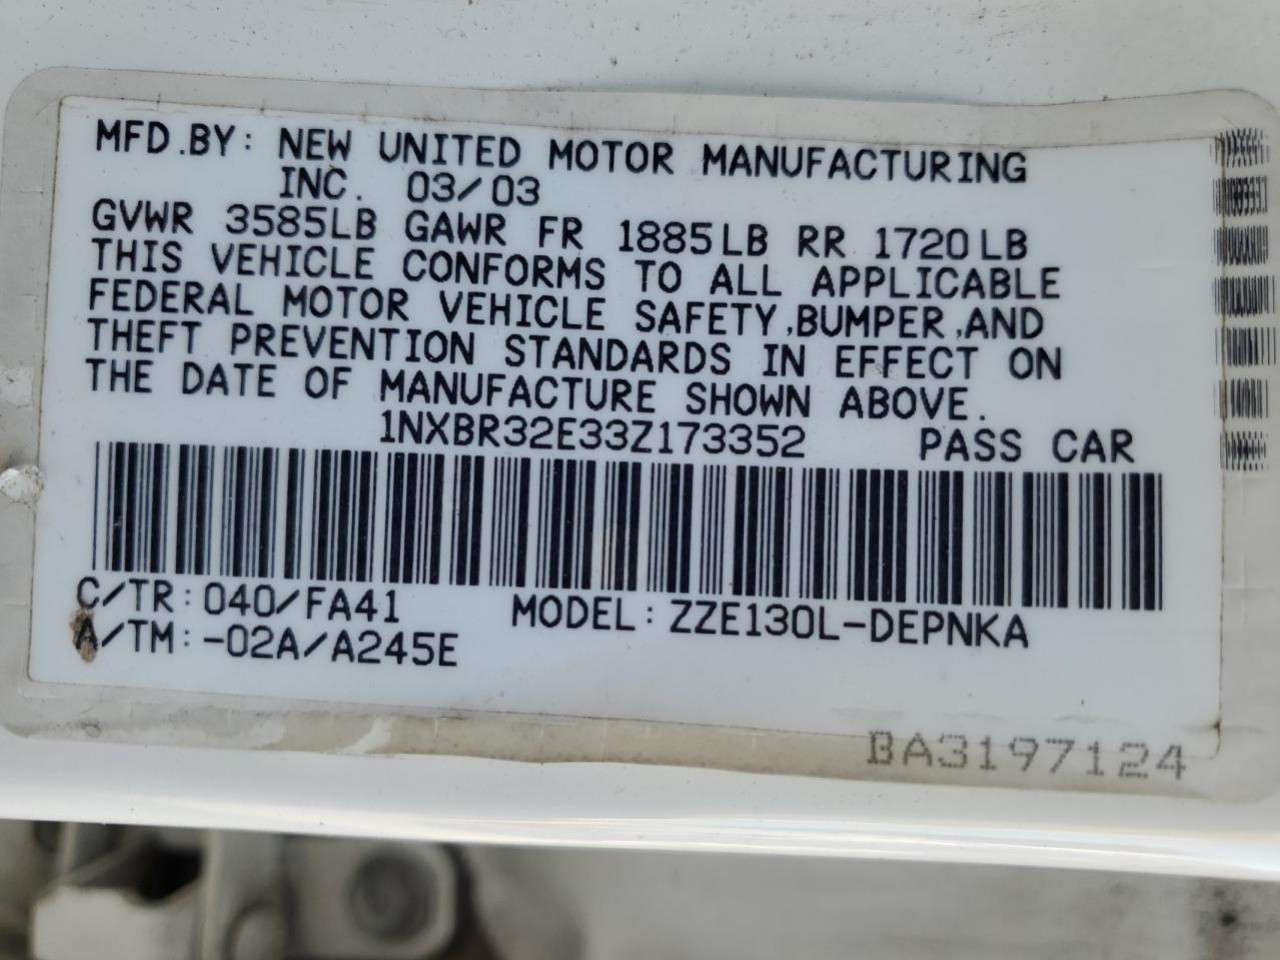 MFD.BY: NEW UNITED MOTOR MANUFACTURING
INC. 03/03
GVWR 3585LB GAWR FR 1885LB RR 1720LB
THIS VEHICLE CONFORMS TO ALL APPLICABLE
FEDERAL MOTOR VEHICLE SAFETY,BUMPER,AND
THEFT PREVENTION STANDARDS IN EFFECT ON
THE DATE OF MANUFACTURE SHOWN ABOVE.
1NXBR32E33Z173352 PASS CAR
C/TR:040/FA41 MODEL:ZZE130L-DEPNKA
A/TM:-02A/A245E
BA3197124